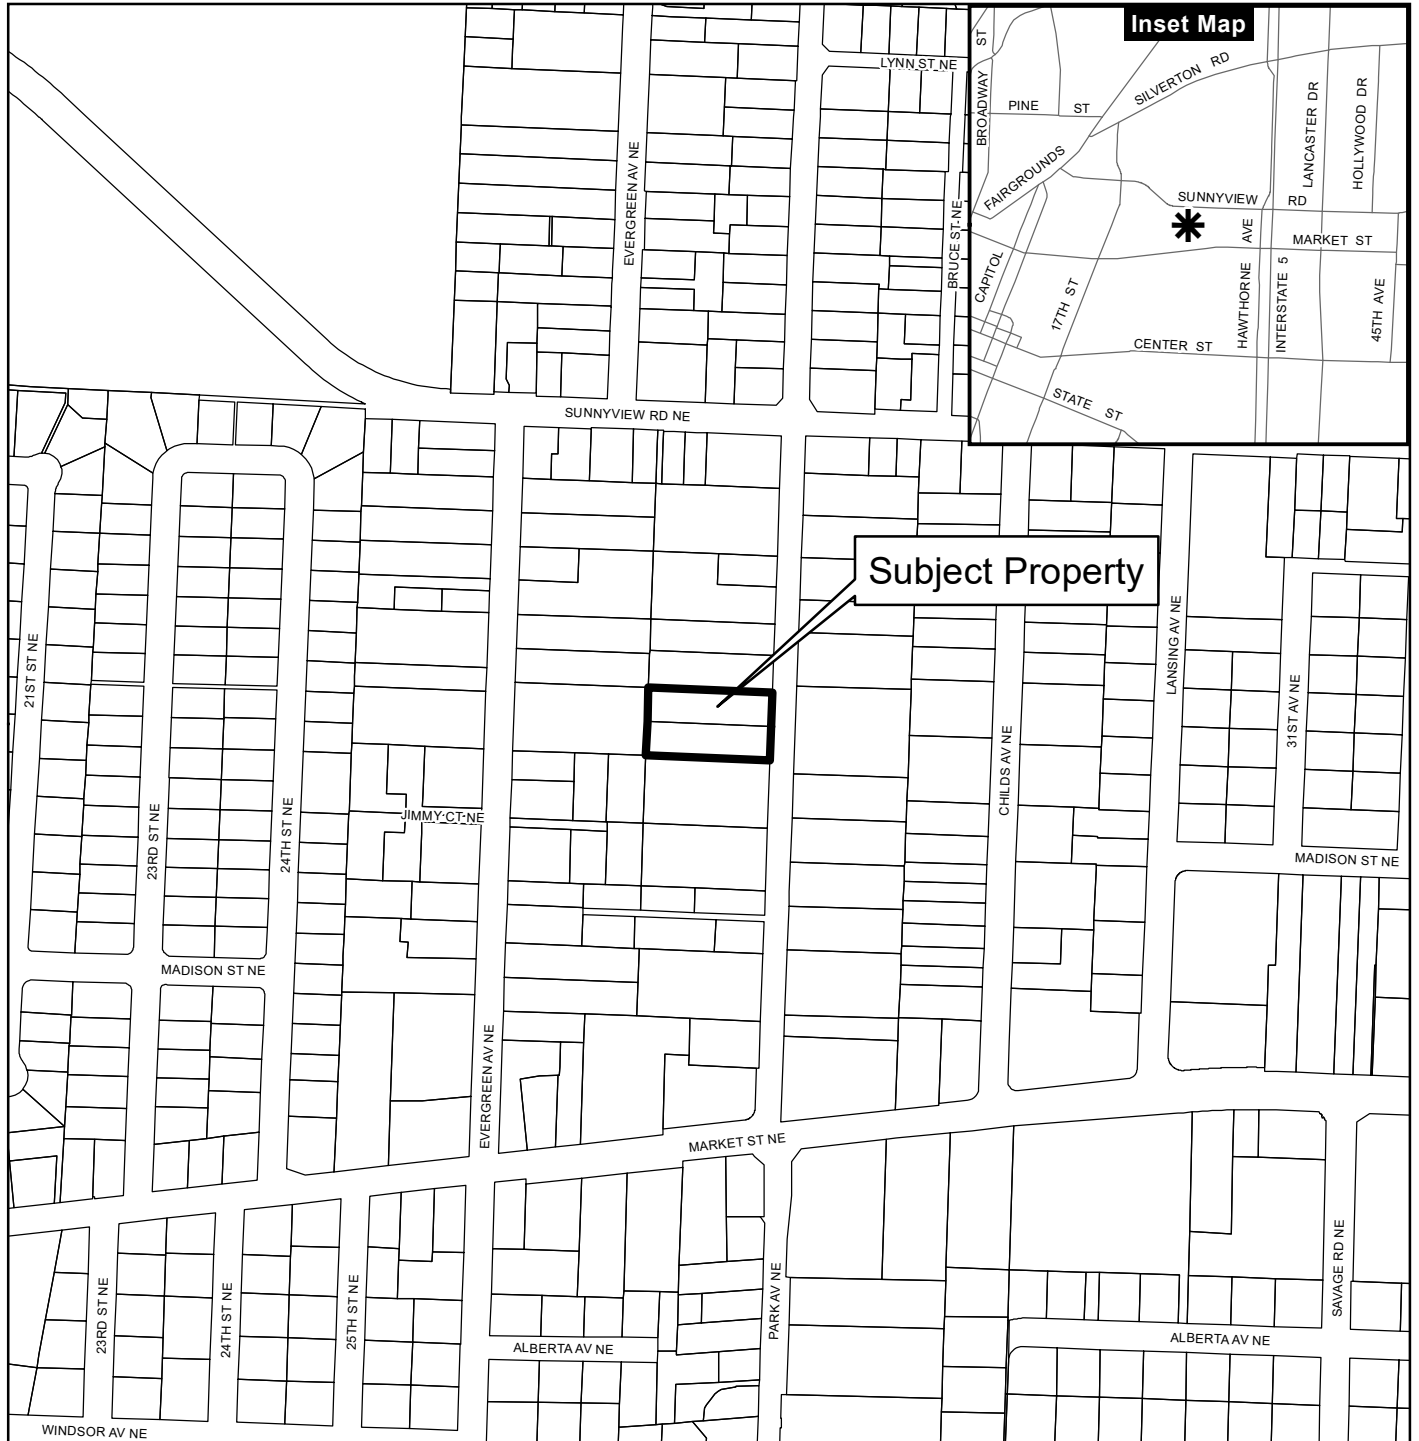 Inset Map
LYNN ST NE
BROADWAY ST
PINE ST
SILVERTON RD
LANCASTER DR
HOLLYWOOD DR
FAIRGROUNDS
SUNNYVIEW RD
MARKET ST
HAWTHORNE AVE
INTERSTATE 5
CAPITOL
17TH ST
45TH AVE
CENTER ST
STATE ST
EVERGREEN AV NE
BRUCE ST NE
SUNNYVIEW RD NE
Subject Property
21ST ST NE
LANSING AV NE
31ST AV NE
CHILDS AV NE
23RD ST NE
24TH ST NE
JIMMY CT NE
MADISON ST NE
MADISON ST NE
EVERGREEN AV NE
MARKET ST NE
23RD ST NE
24TH ST NE
25TH ST NE
PARK AV NE
SAVAGE RD NE
ALBERTA AV NE
ALBERTA AV NE
WINDSOR AV NE